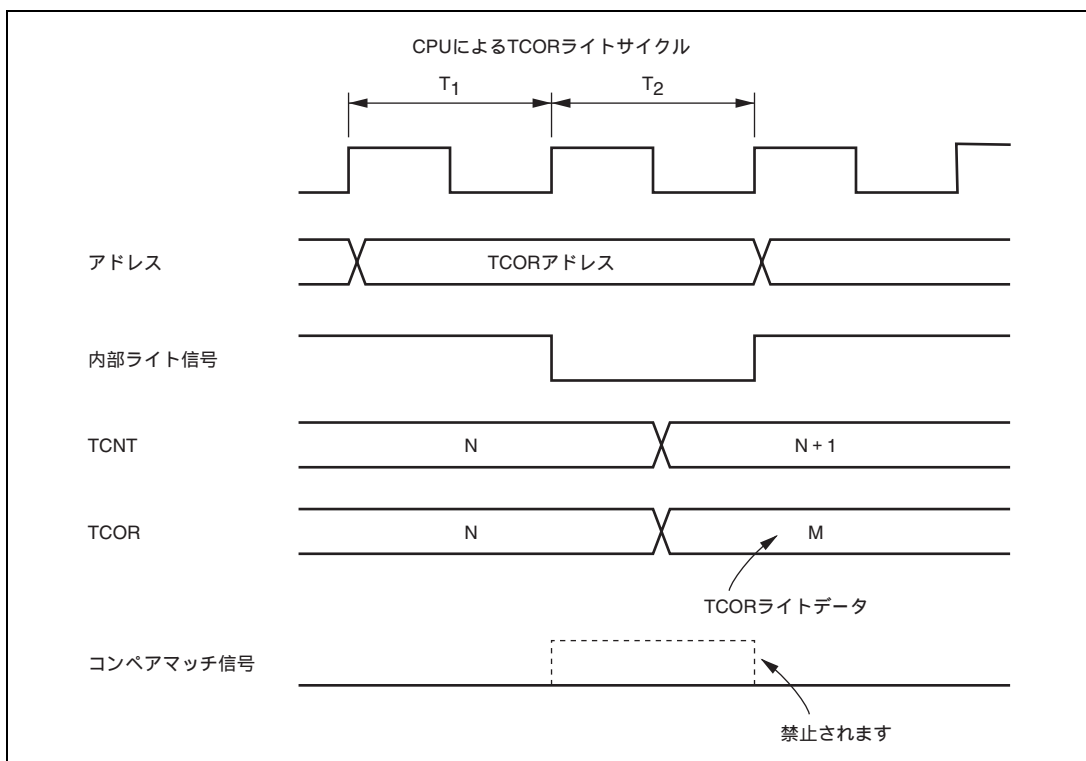 CPUによるTCORライトサイクル
T1 T2
アドレス TCORアドレス
内部ライト信号
TCNT N N + 1
TCOR N M
TCORライトデータ
コンペアマッチ信号
禁止されます